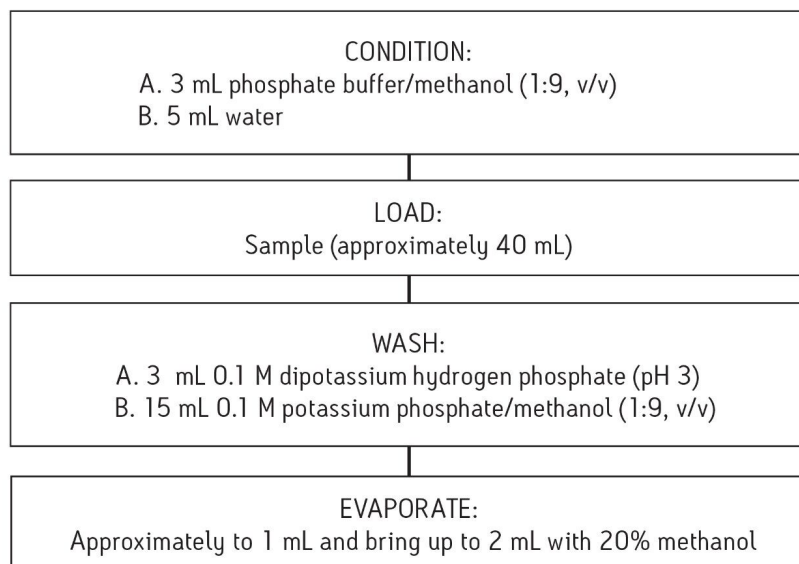 CONDITION:
A. 3 mL phosphate buffer/methanol (1:9, v/v)
B. 5 mL water
LOAD:
Sample (approximately 40 mL)
WASH:
A. 3 mL 0.1 M dipotassium hydrogen phosphate (pH 3)
B. 15 mL 0.1 M potassium phosphate/methanol (1:9, v/v)
EVAPORATE:
Approximately to 1 mL and bring up to 2 mL with 20% methanol